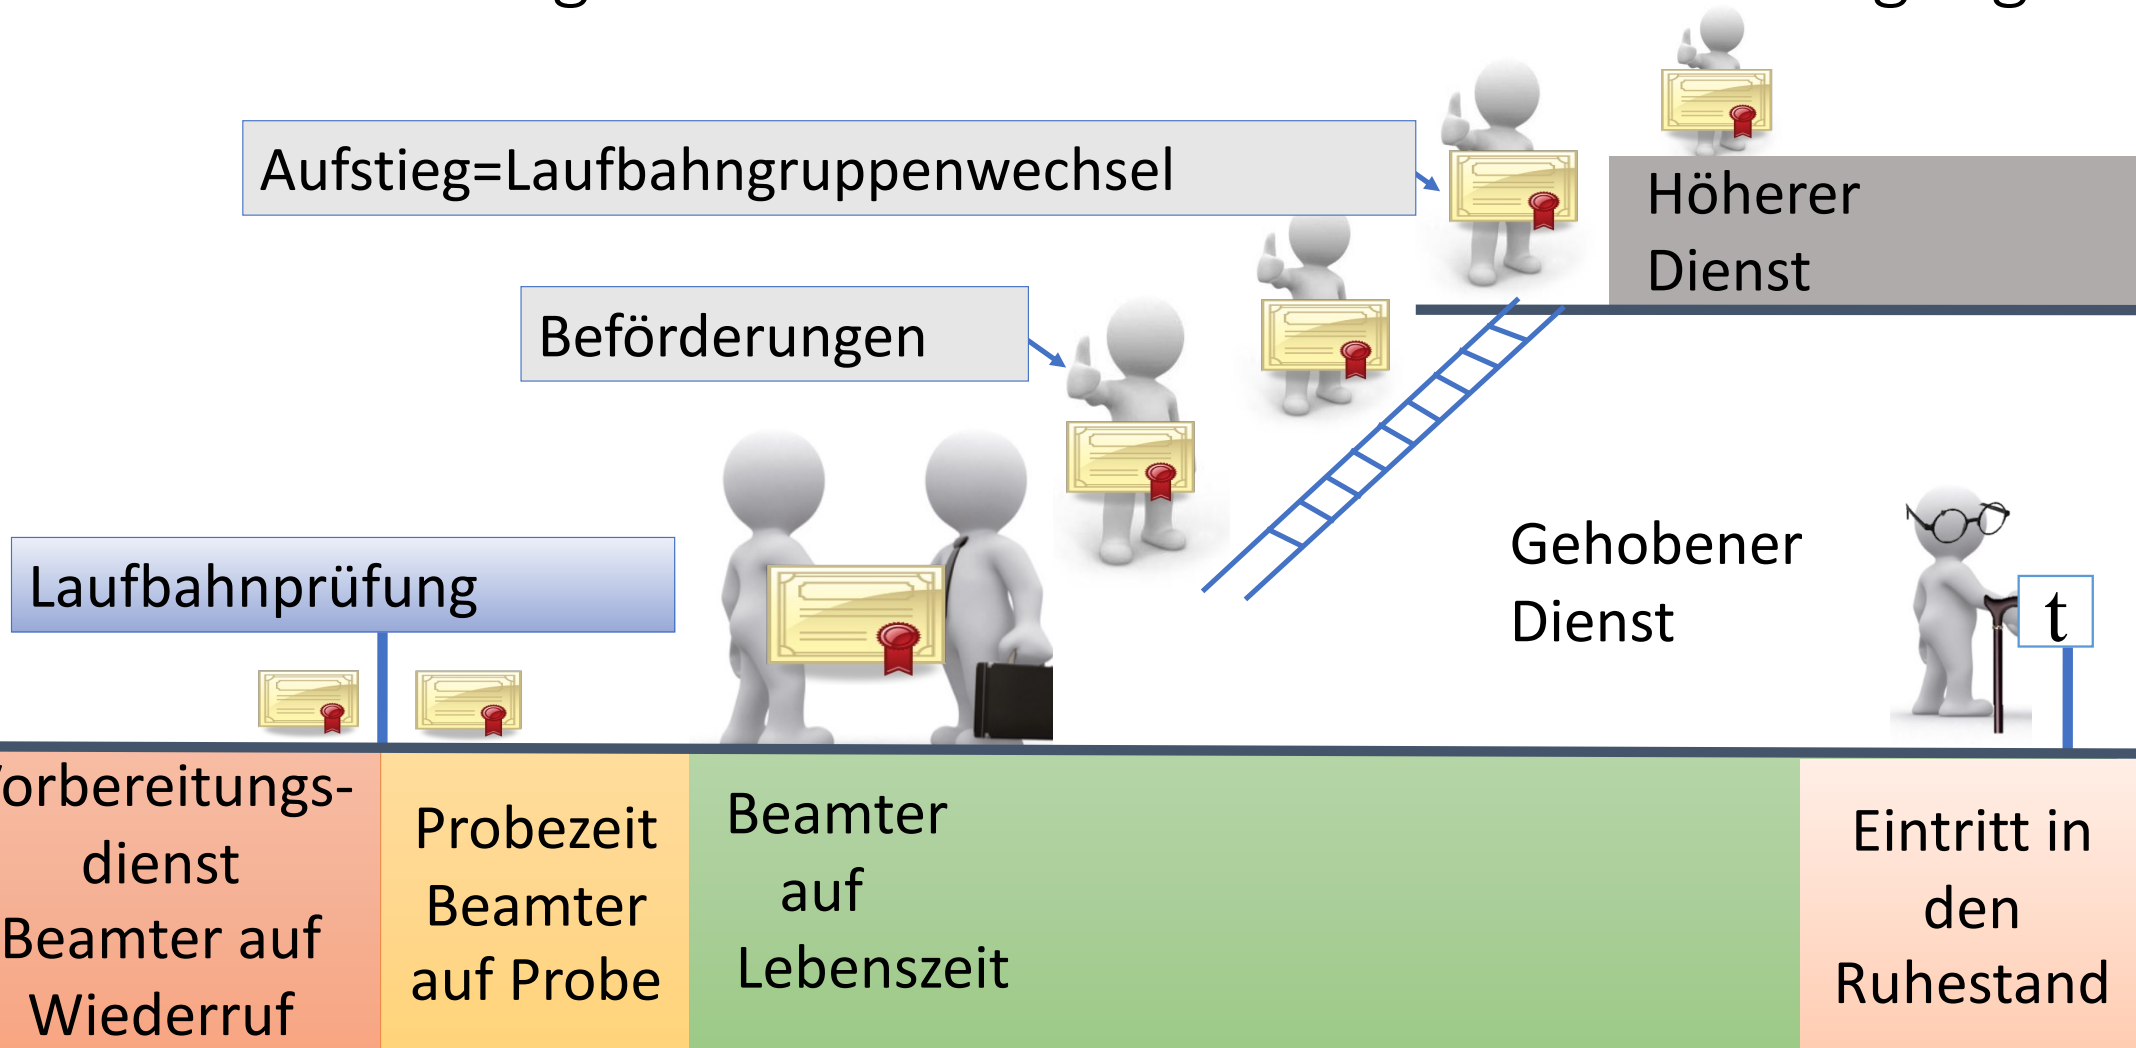 Aufstieg=Laufbahngruppenwechsel
Höherer
Dienst
Beförderungen
Gehobener
Dienst
Laufbahnprüfung
t
orbereitungs-
dienst
Beamter auf
Wiederruf
Probezeit
Beamter
auf Probe
Beamter
auf
Lebenszeit
Eintritt in
den
Ruhestand